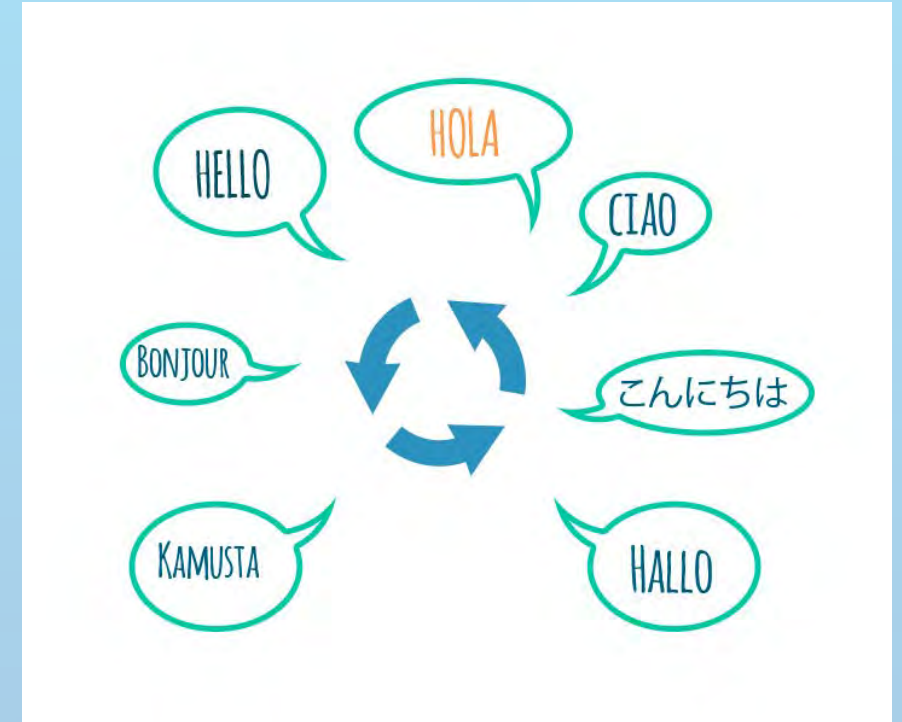 HOLA
HELLO
CIAO
BONJOUR
こんにちは
KAMUSTA
HALLO